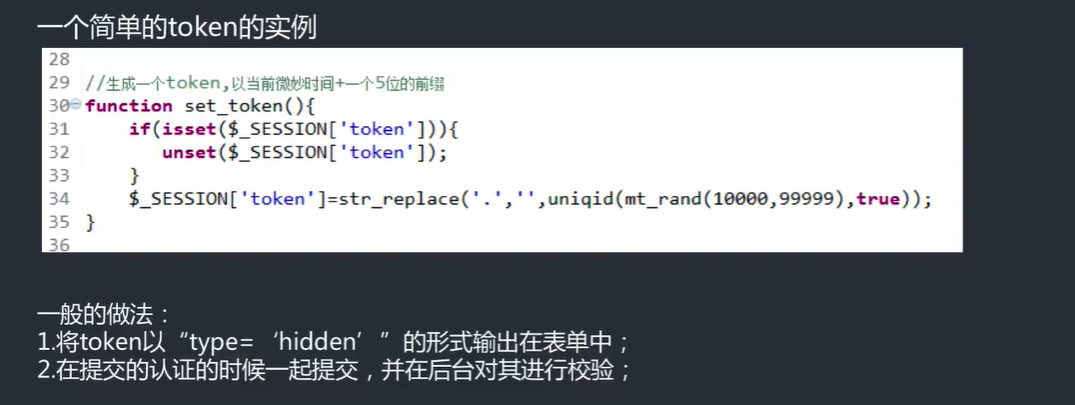 一个简单的token的实例
28
29 //生成一个token,以当前微妙时间+一个5位的前缀
30 function set_token(){
31 if(isset($_SESSION['token'])){
32 unset($_SESSION['token']);
33 }
34 $_SESSION['token']=str_replace('.','',uniqid(mt_rand(10000,99999),true));
35 }
36
一般的做法：
1.将token以“type=‘hidden’”的形式输出在表单中；
2.在提交的认证的时候一起提交，并在后台对其进行校验；